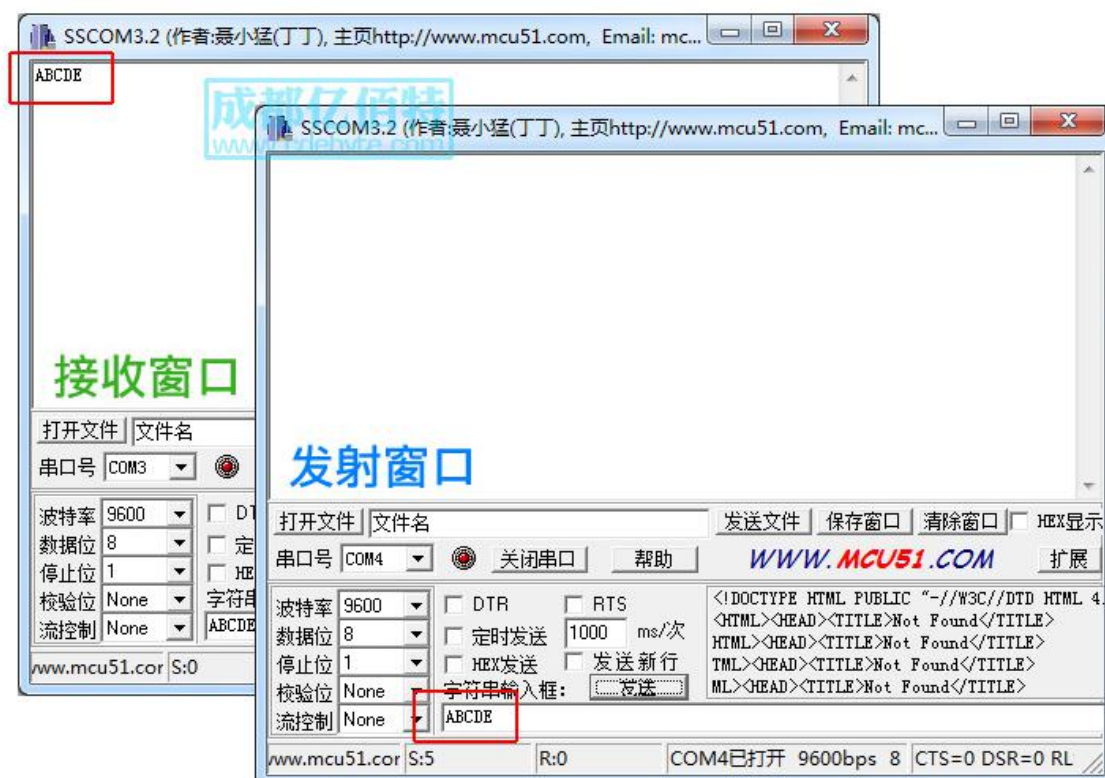 SSCOM3.2 (作者:聂小猛(丁丁), 主页http://www.mcu51.com, Email: mc...
ABCDE
成都亿佰特
www.cdebyte.com
接收窗口
打开文件 文件名
串口号 COM3
波特率 9600
数据位 8
停止位 1
校验位 None 字符串
流控制 None ABCDE
www.mcu51.cor S:0
SSCOM3.2 (作者:聂小猛(丁丁), 主页http://www.mcu51.com, Email: mc...
发射窗口
打开文件 文件名 发送文件 保存窗口 清除窗口 HEX显示
串口号 COM4 关闭串口 帮助 WWW.MCU51.COM 扩展
波特率 9600 DTR RTS
数据位 8 定时发送 1000 ms/次
停止位 1 HEX发送 发送新行
校验位 None 字符串输入框: 发送
流控制 None ABCDE
<!DOCTYPE HTML PUBLIC "-//W3C//DTD HTML 4.
<HTML><HEAD><TITLE>Not Found</TITLE>
HTML><HEAD><TITLE>Not Found</TITLE>
TML><HEAD><TITLE>Not Found</TITLE>
ML><HEAD><TITLE>Not Found</TITLE>
www.mcu51.cor S:5 R:0 COM4已打开 9600bps 8 CTS=0 DSR=0 RL